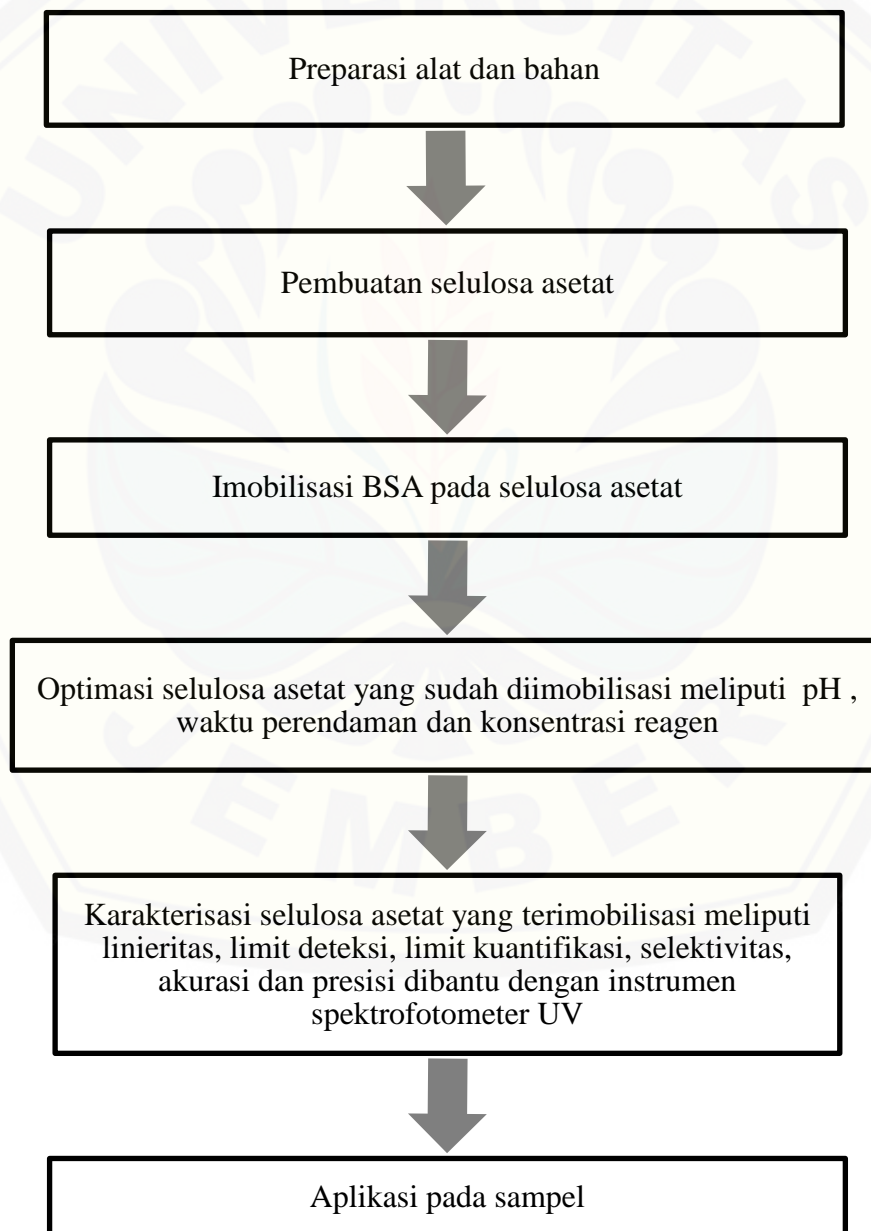 UNIVERSITAS
Preparasi alat dan bahan
Pembuatan selulosa asetat
Imobilisasi BSA pada selulosa asetat
Optimasi selulosa asetat yang sudah diimobilisasi meliputi pH ,
waktu perendaman dan konsentrasi reagen
JEMBER
Karakterisasi selulosa asetat yang terimobilisasi meliputi
linieritas, limit deteksi, limit kuantifikasi, selektivitas,
akurasi dan presisi dibantu dengan instrumen
spektrofotometer UV
Aplikasi pada sampel